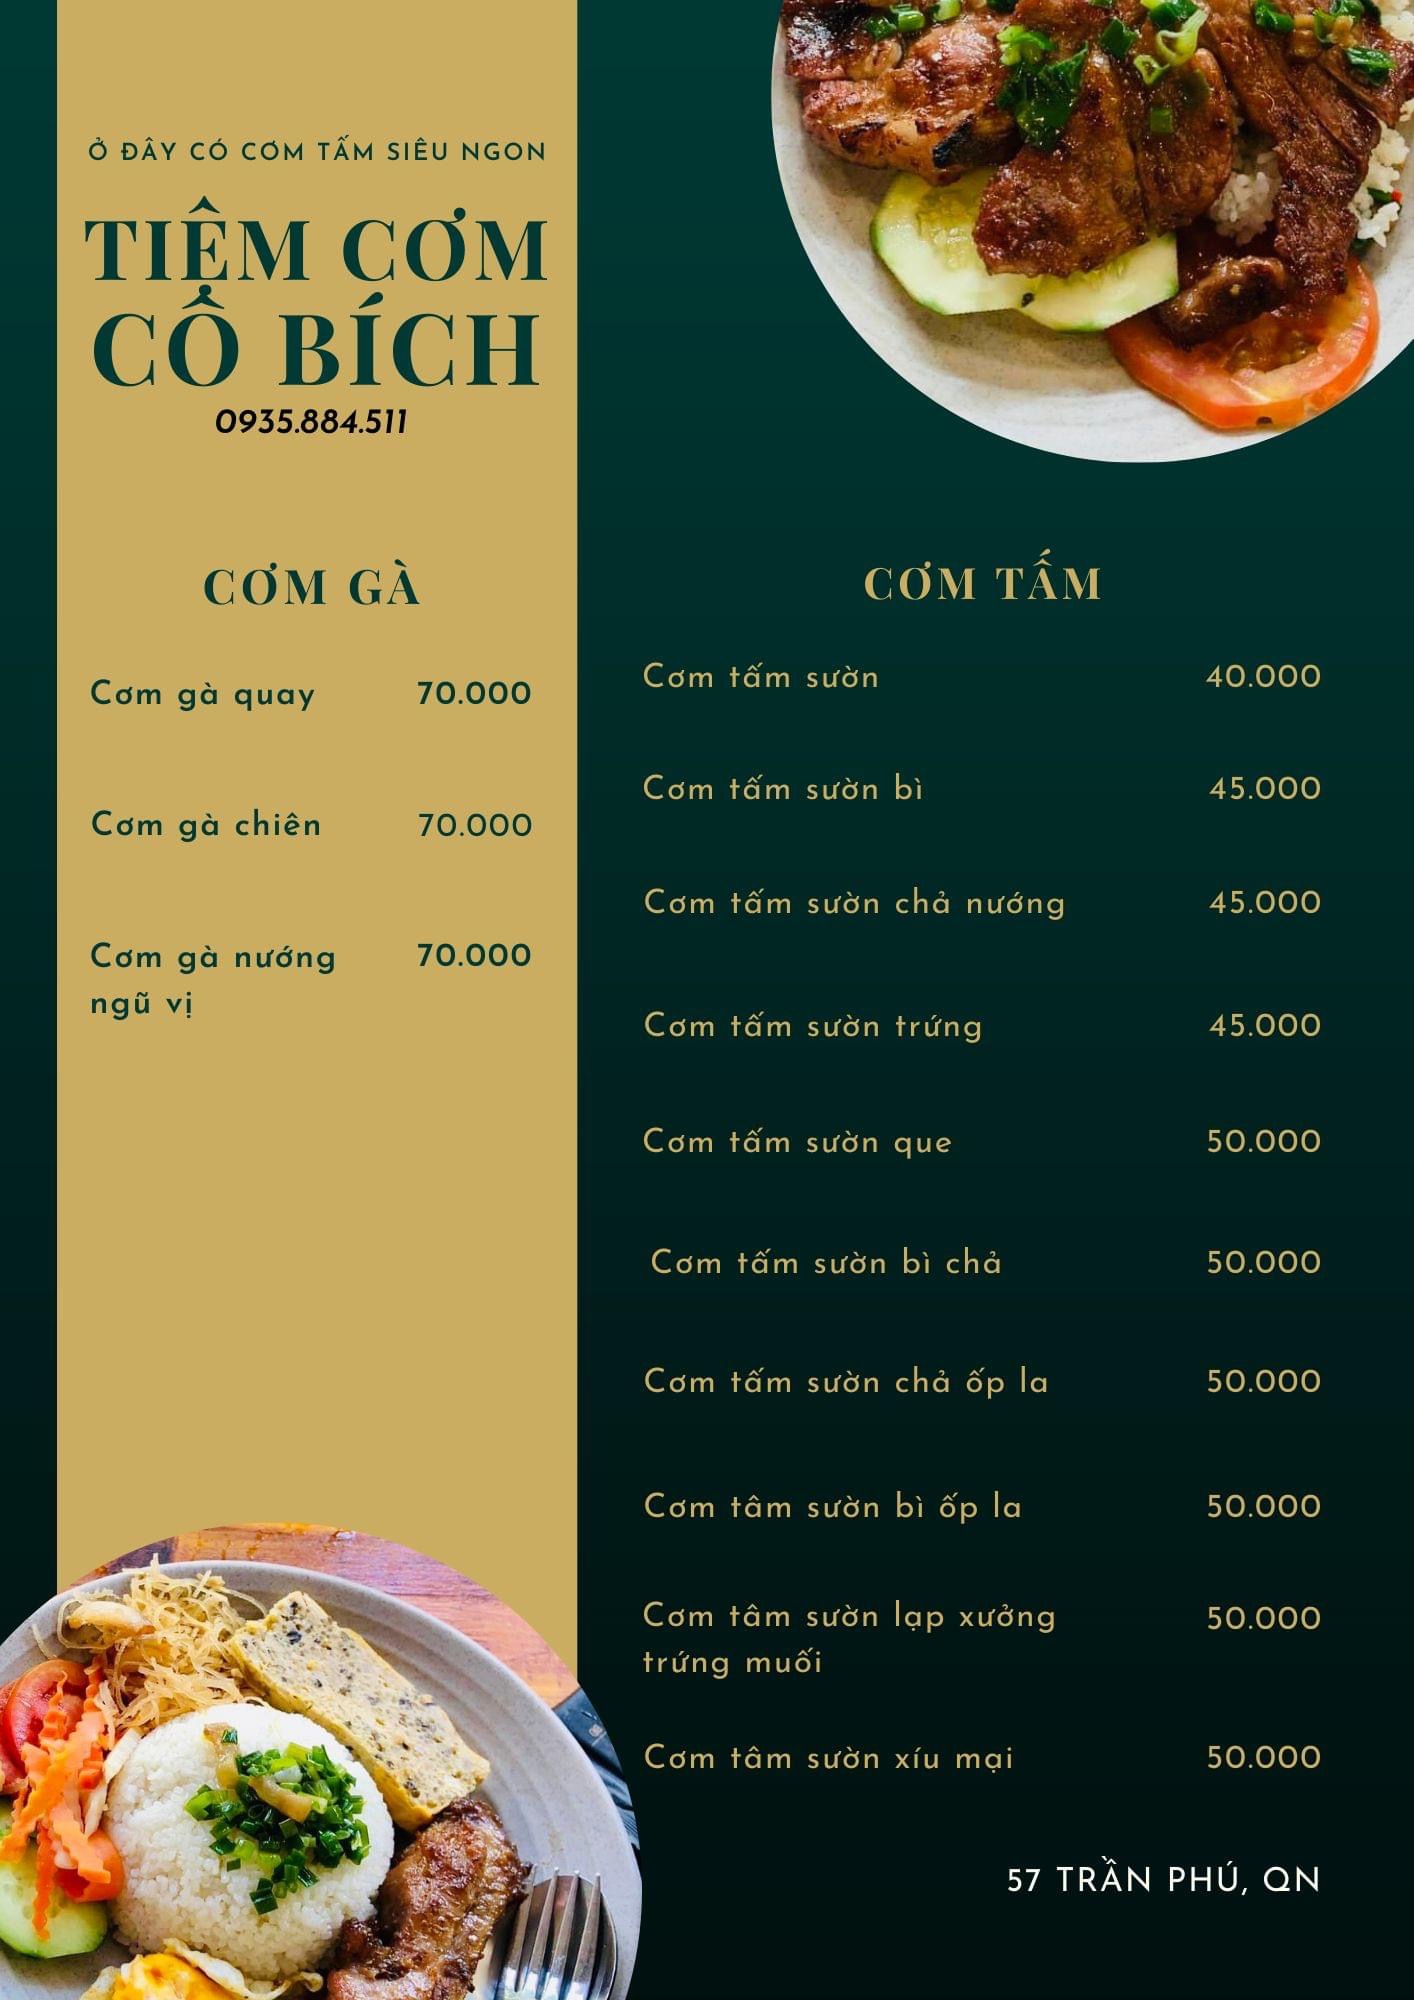 Ở ĐÂY CÓ CƠM TẤM SIÊU NGON
TIỆM CƠM
CÔ BÍCH
0935.884.511
CƠM GÀ
Cơm gà quay 70.000
Cơm gà chiên 70.000
Cơm gà nướng 70.000
ngũ vị
CƠM TẤM
Cơm tấm sườn 40.000
Cơm tấm sườn bì 45.000
Cơm tấm sườn chả nướng 45.000
Cơm tấm sườn trứng 45.000
Cơm tấm sườn que 50.000
Cơm tấm sườn bì chả 50.000
Cơm tấm sườn chả ốp la 50.000
Cơm tâm sườn bì ốp la 50.000
Cơm tâm sườn lạp xưởng 50.000
trứng muối
Cơm tâm sườn xíu mại 50.000
57 TRẦN PHÚ, QN